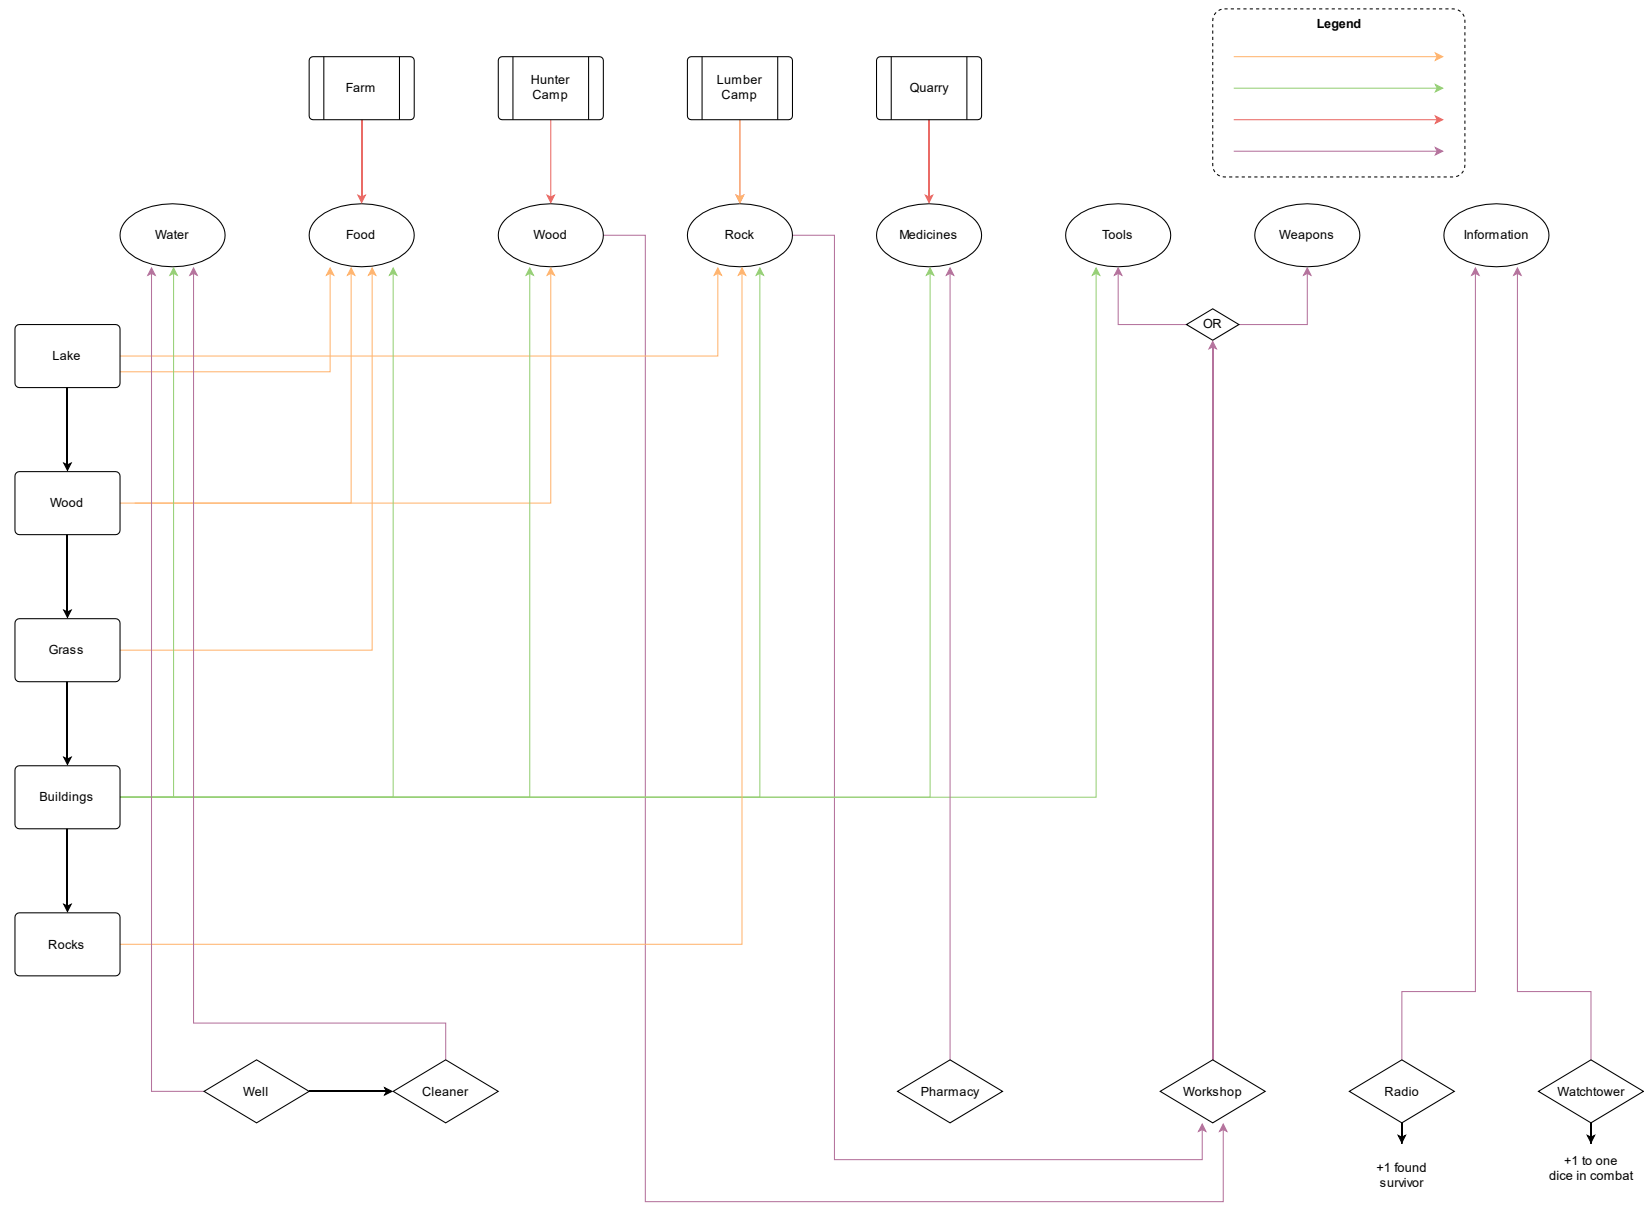 Legend
Farm
Hunter
Camp
Lumber
Camp
Quarry
Water
Food
Wood
Rock
Medicines
Tools
Weapons
Information
OR
Lake
Wood
Grass
Buildings
Rocks
Well
Cleaner
Pharmacy
Workshop
Radio
Watchtower
+1 found
survivor
+1 to one
dice in combat